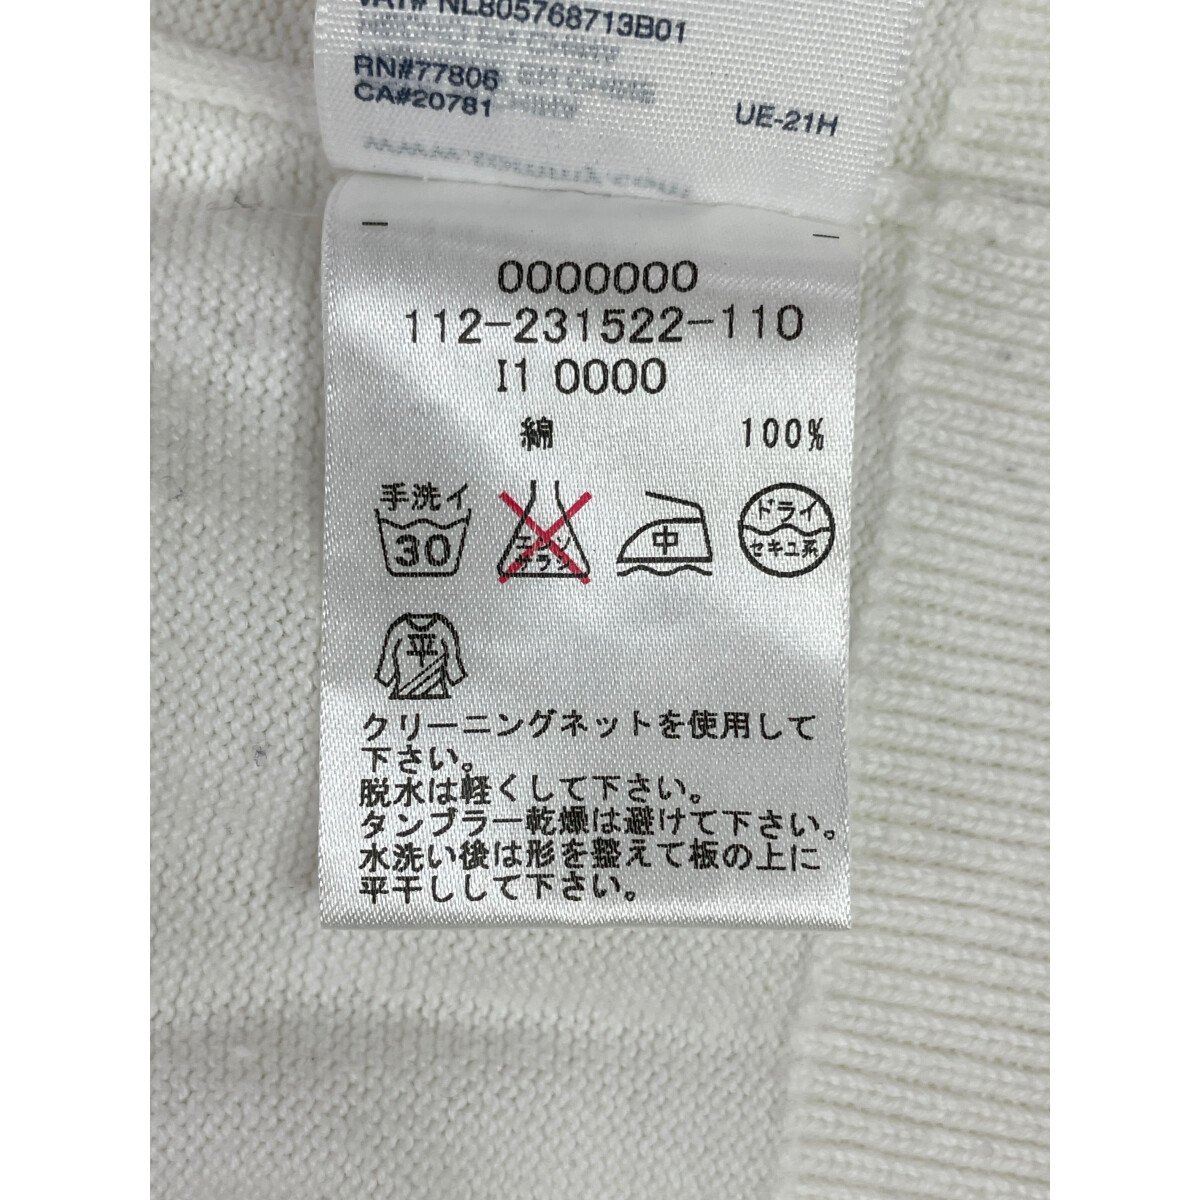 VAT# NL805768713B01
RN#77806
CA#20781
UE-21H
0000000
112-231522-110
I1 0000
綿 100%
手洗イ
30
エンソ
サラシ
中
ドライ
セキユ系
平
クリーニングネットを使用して
下さい。
脱水は軽くして下さい。
タンブラー乾燥は避けて下さい。
水洗い後は形を整えて板の上に
平干しして下さい。